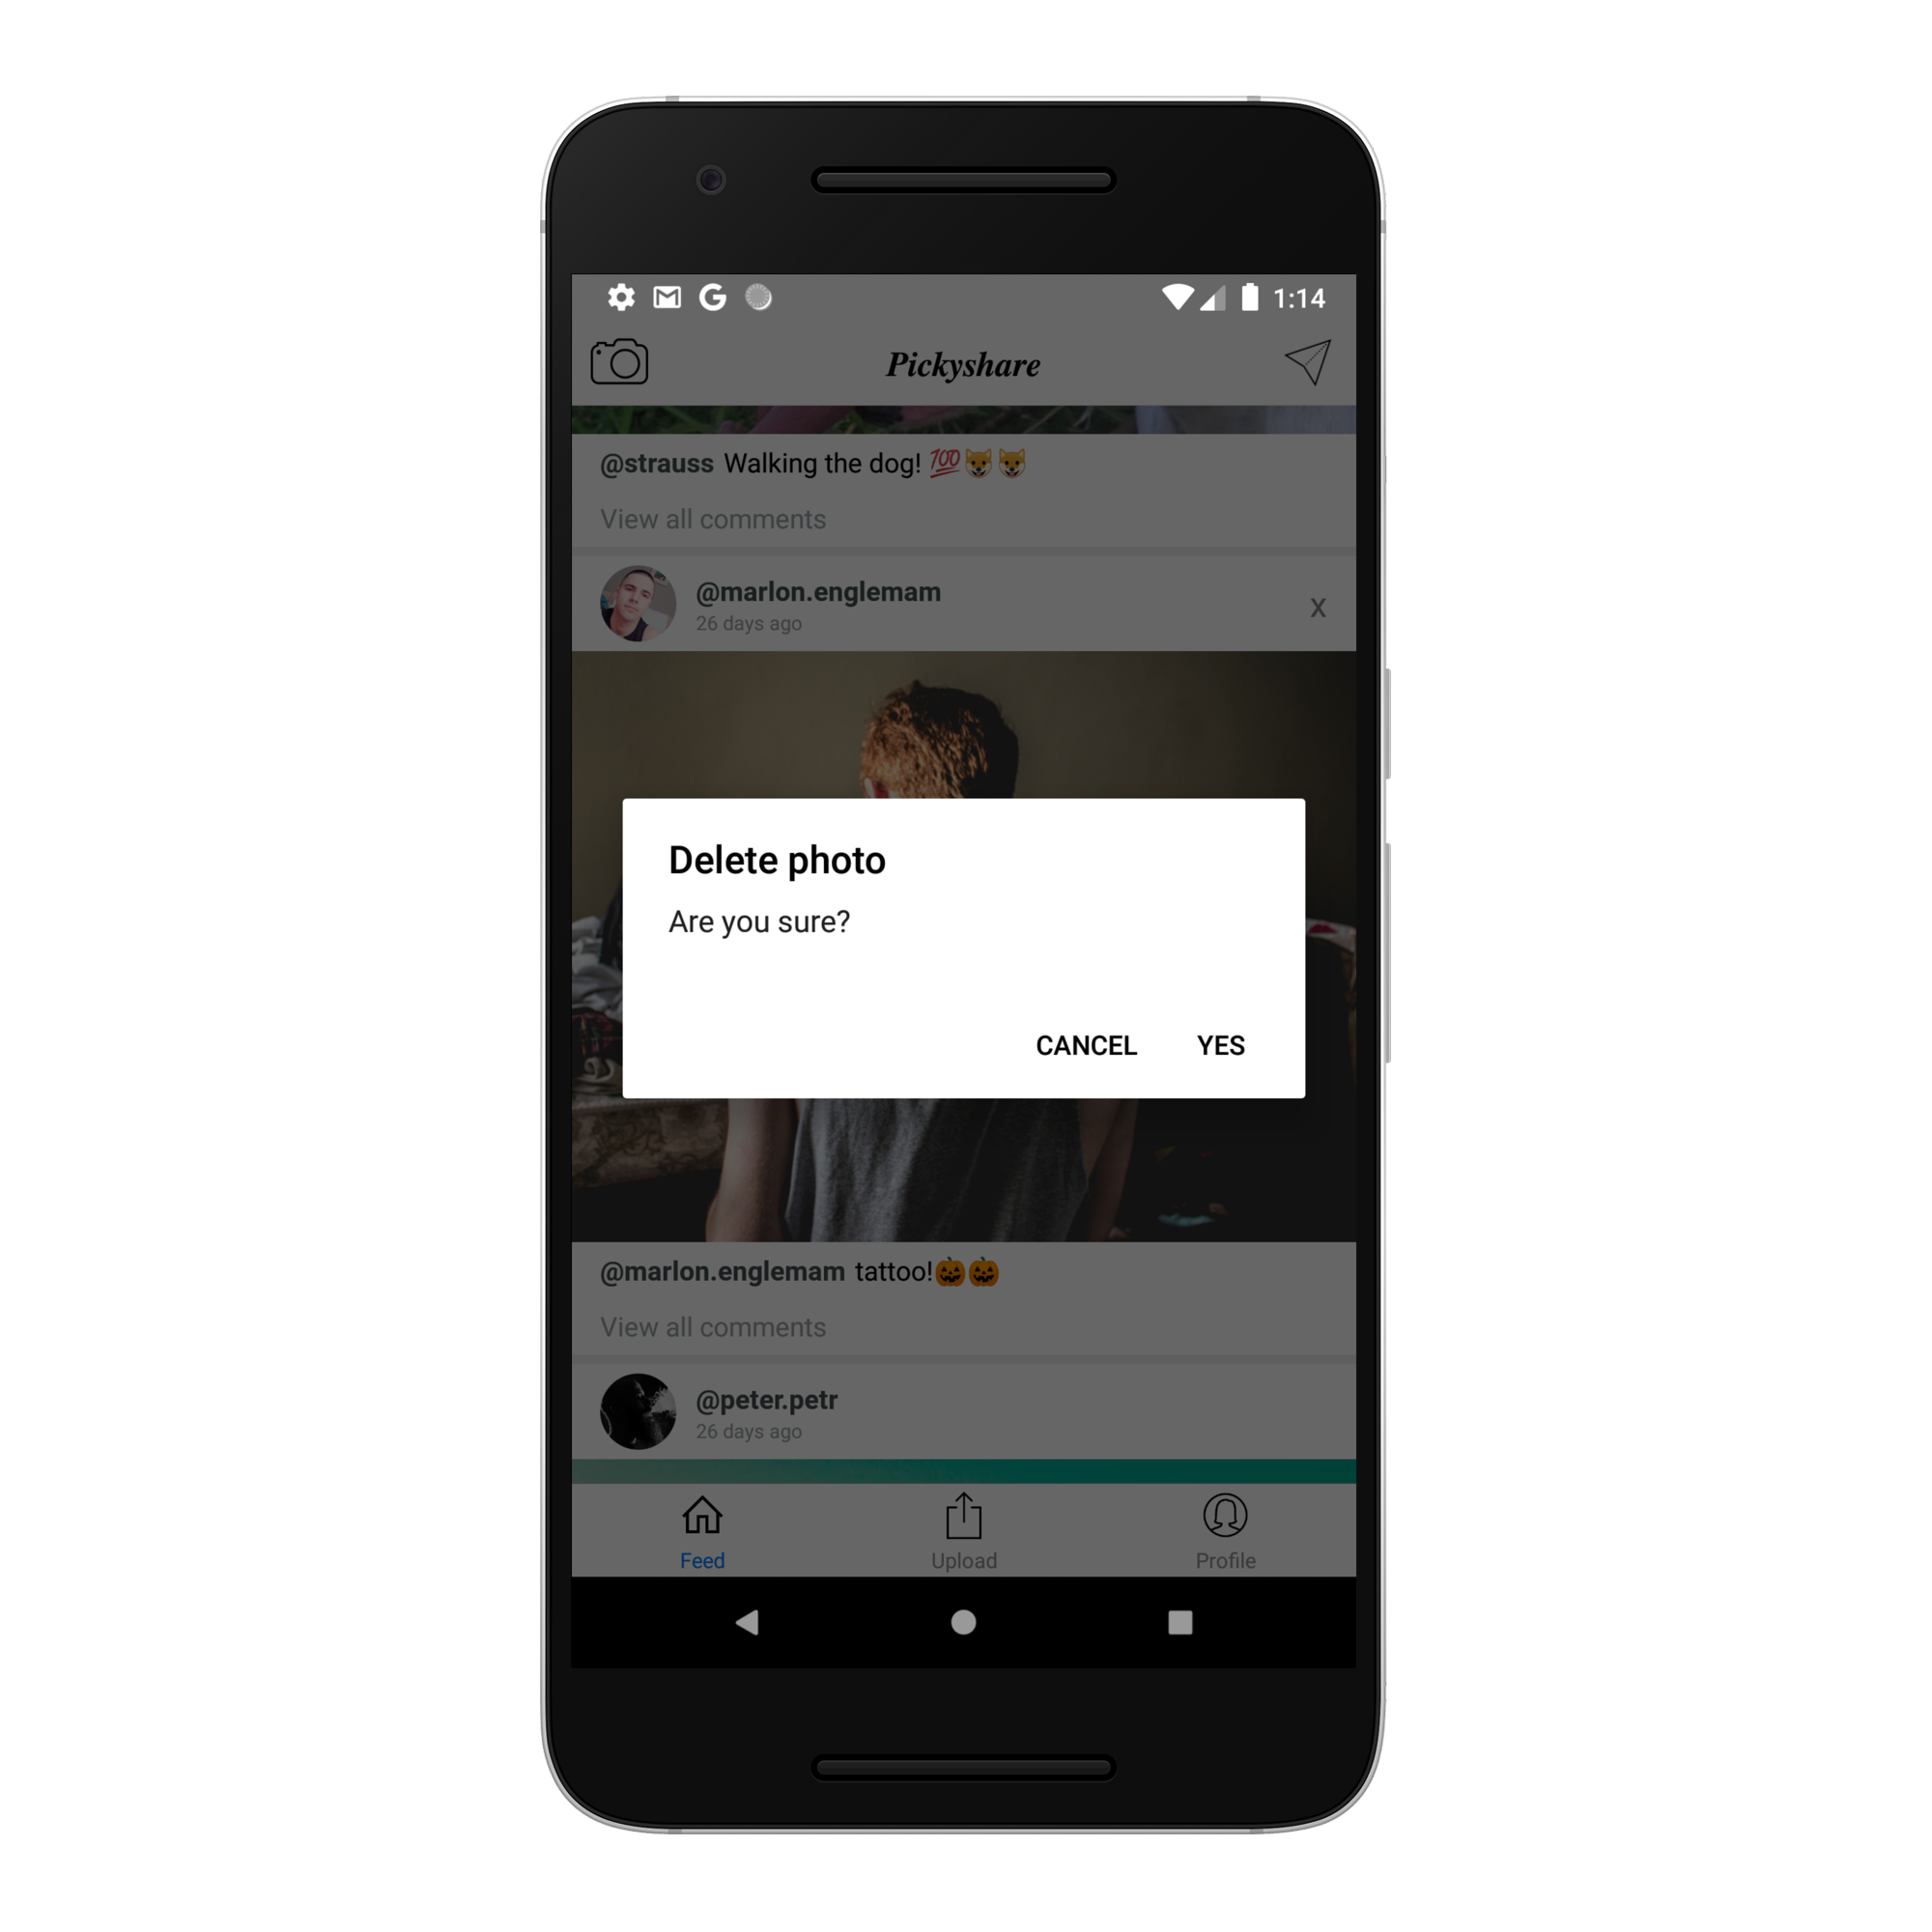 1:14
Pickyshare
@strauss Walking the dog! 💯🐶🐶
View all comments
@marlon.englemam
26 days ago
X
Delete photo
Are you sure?
CANCEL YES
@marlon.englemam tattoo!🎃🎃
View all comments
@peter.petr
26 days ago
Feed Upload Profile